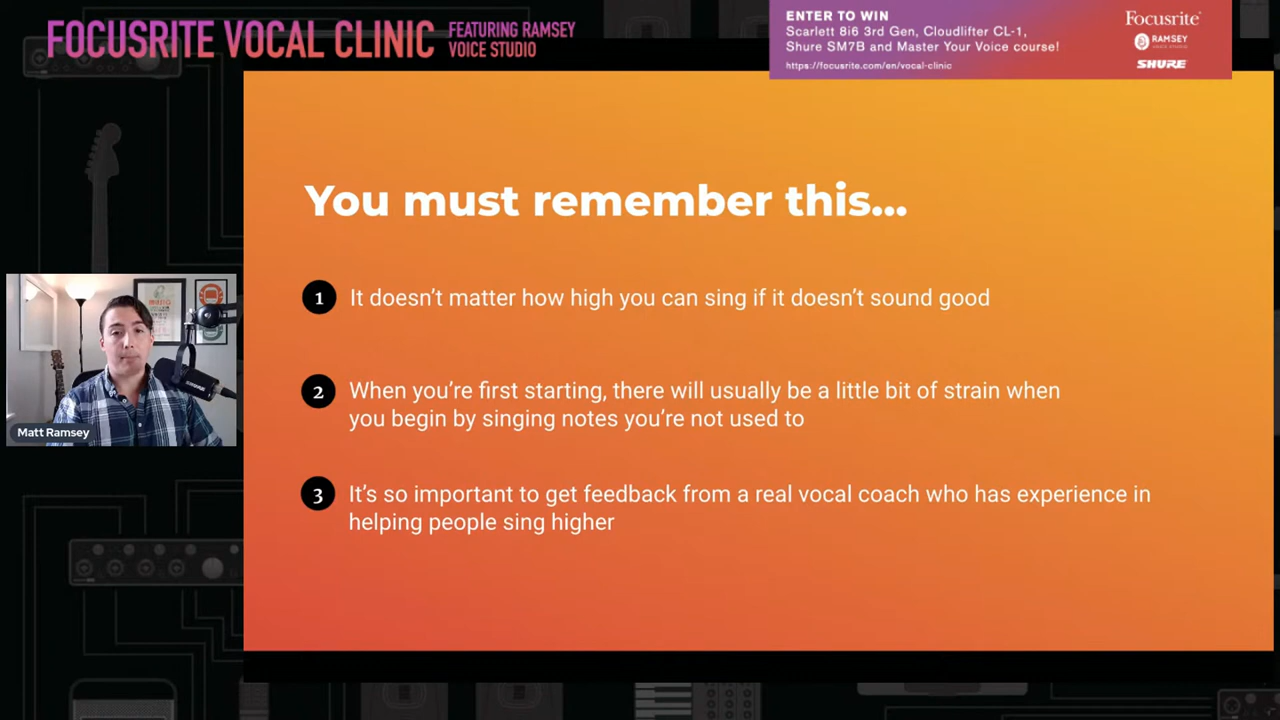 FOCUSRITE VOCAL CLINIC
FEATURING RAMSEY
VOICE STUDIO
ENTER TO WIN
Scarlett 8i6 3rd Gen, Cloudlifter CL-1,
Shure SM7B and Master Your Voice course!
https://focusrite.com/en/vocal-clinic
Focusrite®
RAMSEY
VOICE STUDIO
SHURE
You must remember this...
1 It doesn’t matter how high you can sing if it doesn’t sound good
2 When you’re first starting, there will usually be a little bit of strain when
you begin by singing notes you’re not used to
3 It’s so important to get feedback from a real vocal coach who has experience in
helping people sing higher
Matt Ramsey